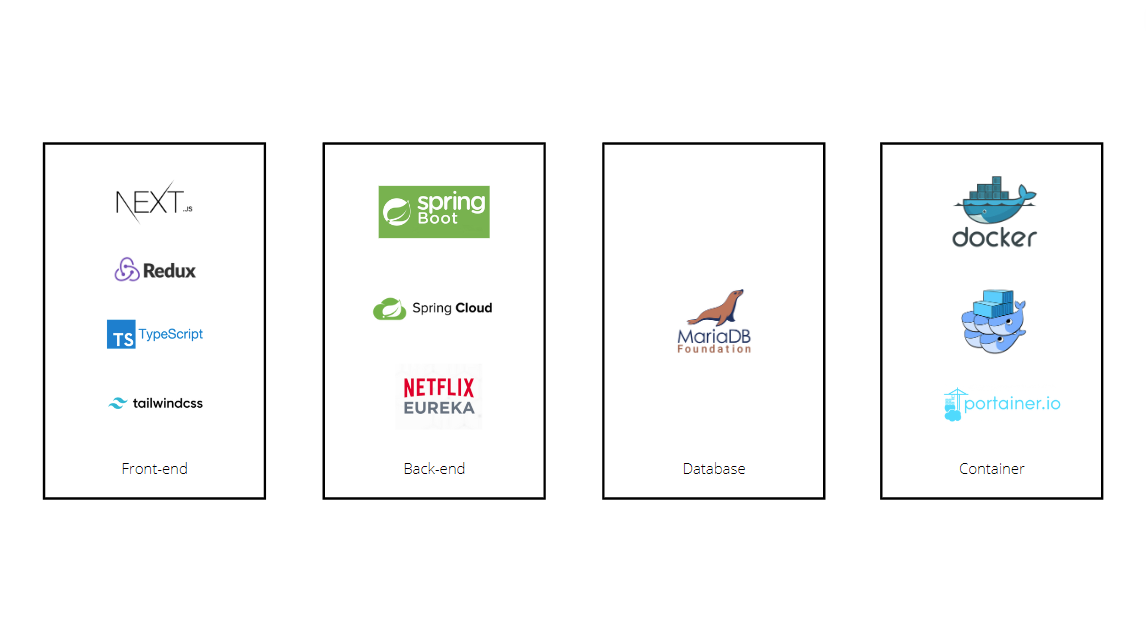 NEXT.JS
Redux
TS TypeScript
tailwindcss
Front-end
spring
Boot
Spring Cloud
NETFLIX
EUREKA
Back-end
MariaDB
Foundation
Database
docker
portainer.io
Container